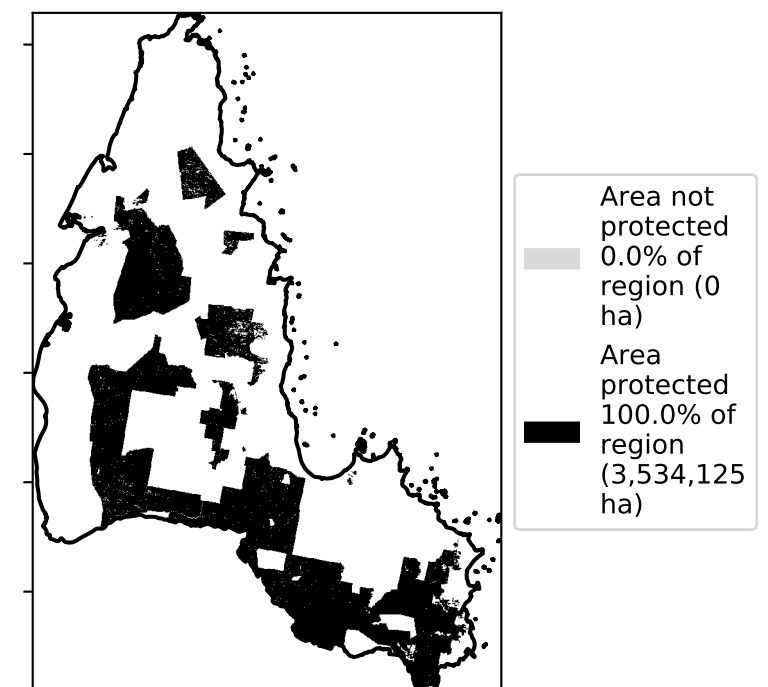 Area not
protected
0.0% of
region (0
ha)
Area
protected
100.0% of
region
(3,534,125
ha)